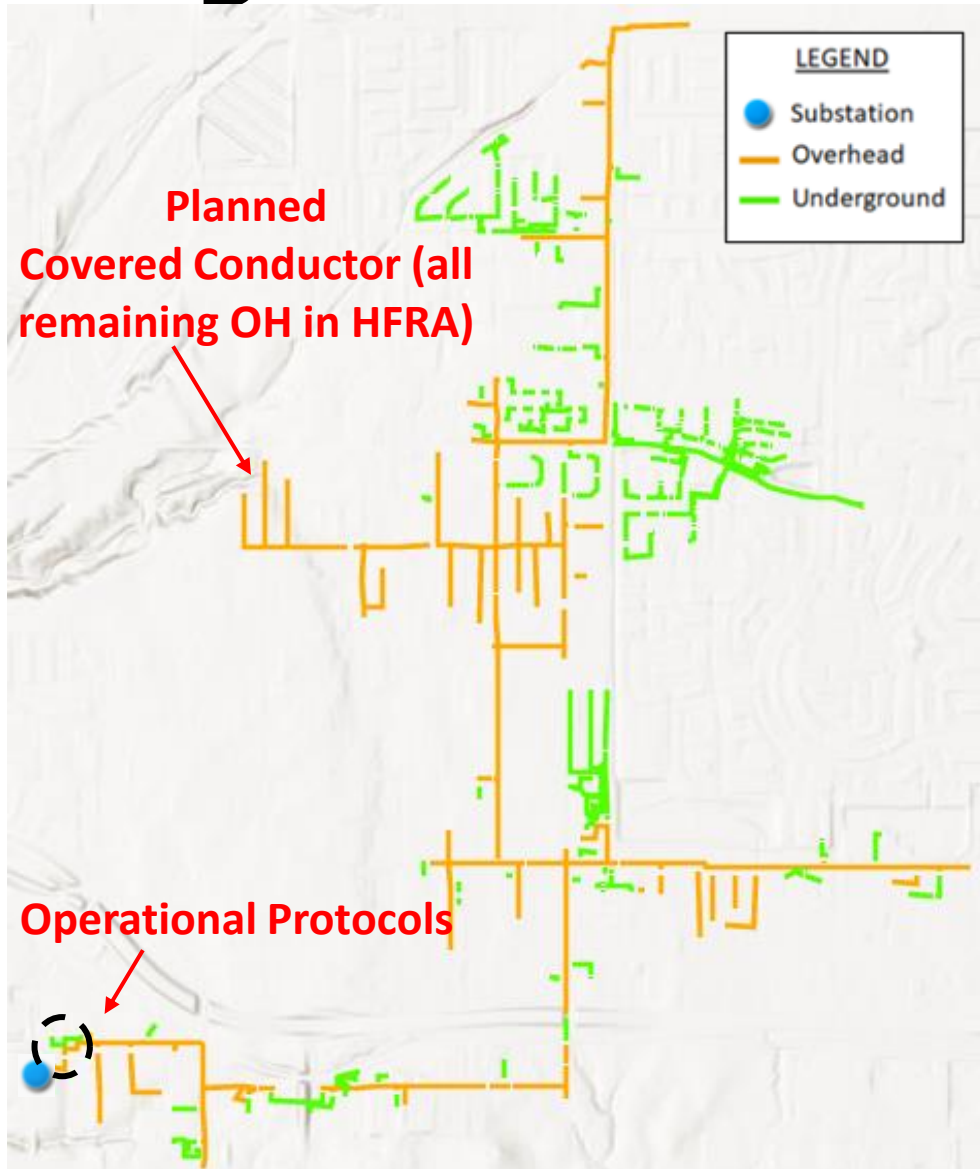 LEGEND
Substation
Overhead
Underground
Planned
Covered Conductor (all
remaining OH in HFRA)
Operational Protocols